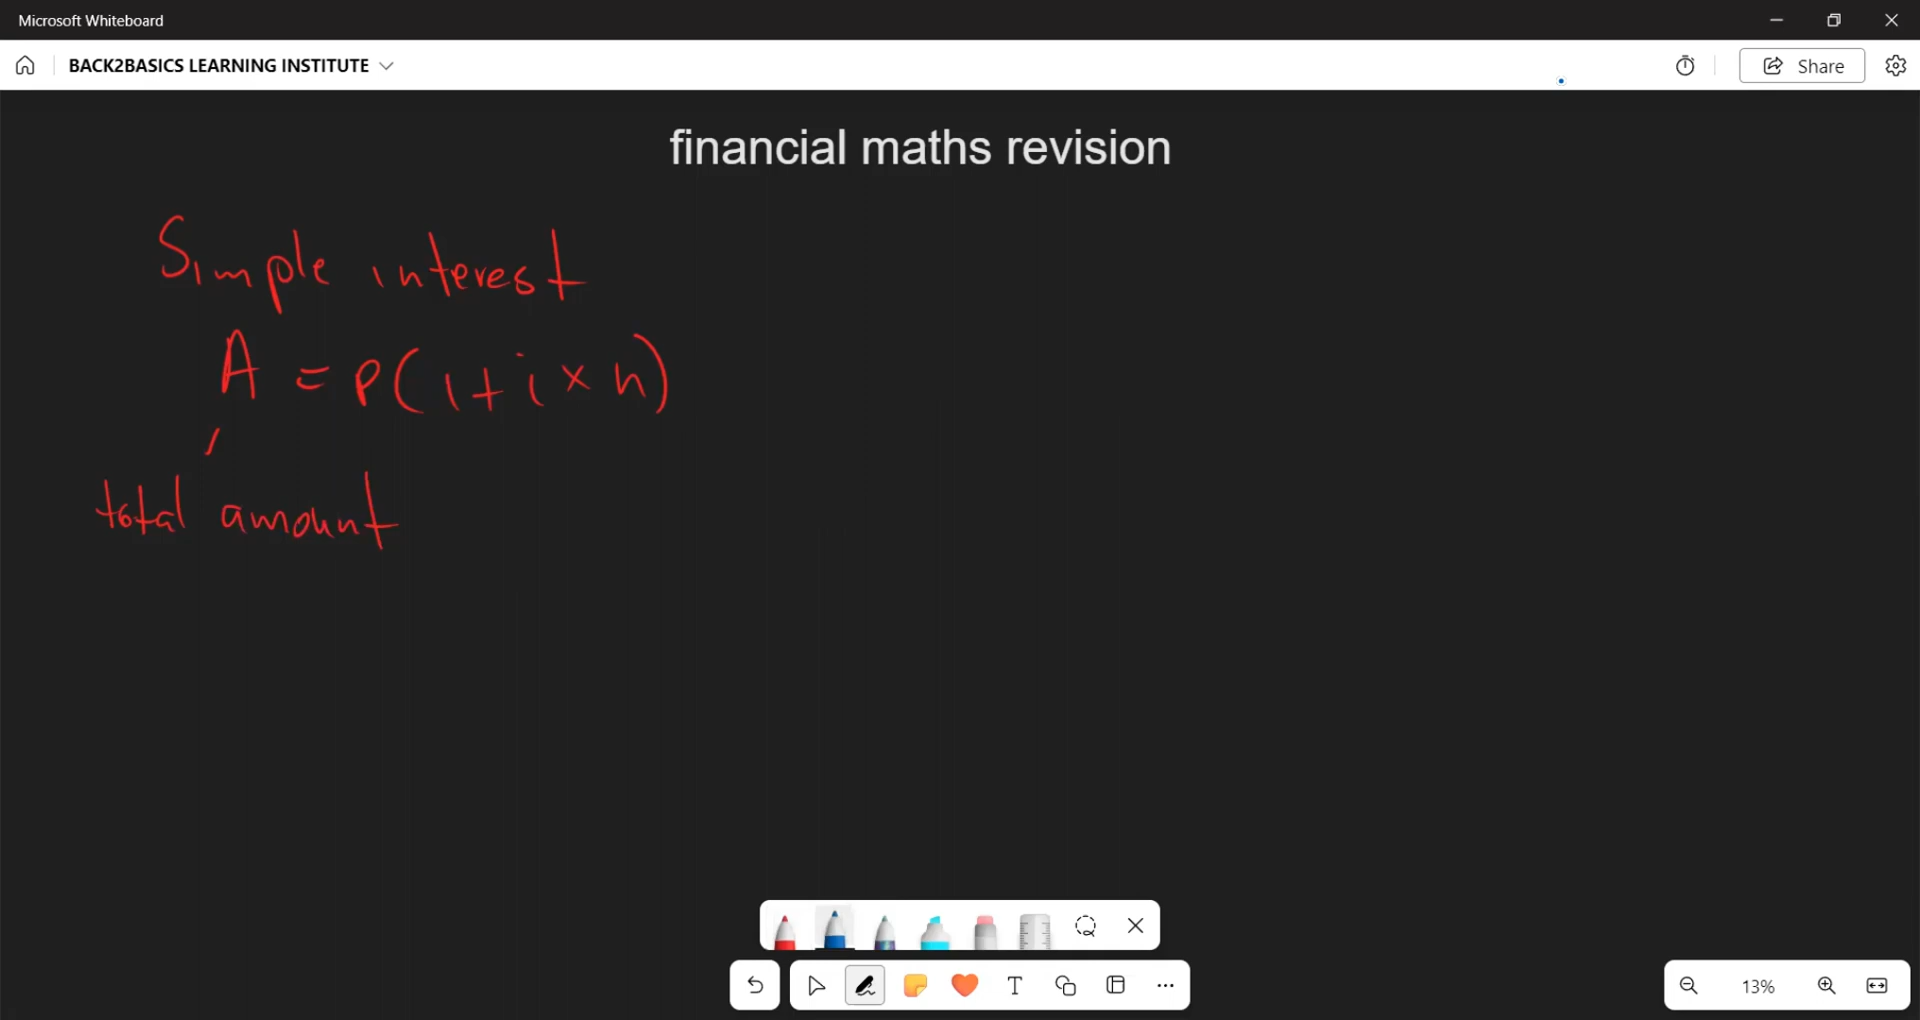 Microsoft Whiteboard
BACK2BASICS LEARNING INSTITUTE
Share
financial maths revision
Simple interest
A = P(1+i×n)
total amount
T
13%